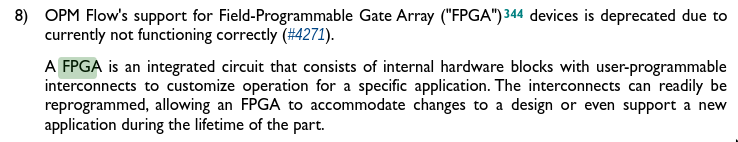 8) OPM Flow's support for Field-Programmable Gate Array ("FPGA")344 devices is deprecated due to
currently not functioning correctly (#4271).
A FPGA is an integrated circuit that consists of internal hardware blocks with user-programmable
interconnects to customize operation for a specific application. The interconnects can readily be
reprogrammed, allowing an FPGA to accommodate changes to a design or even support a new
application during the lifetime of the part.